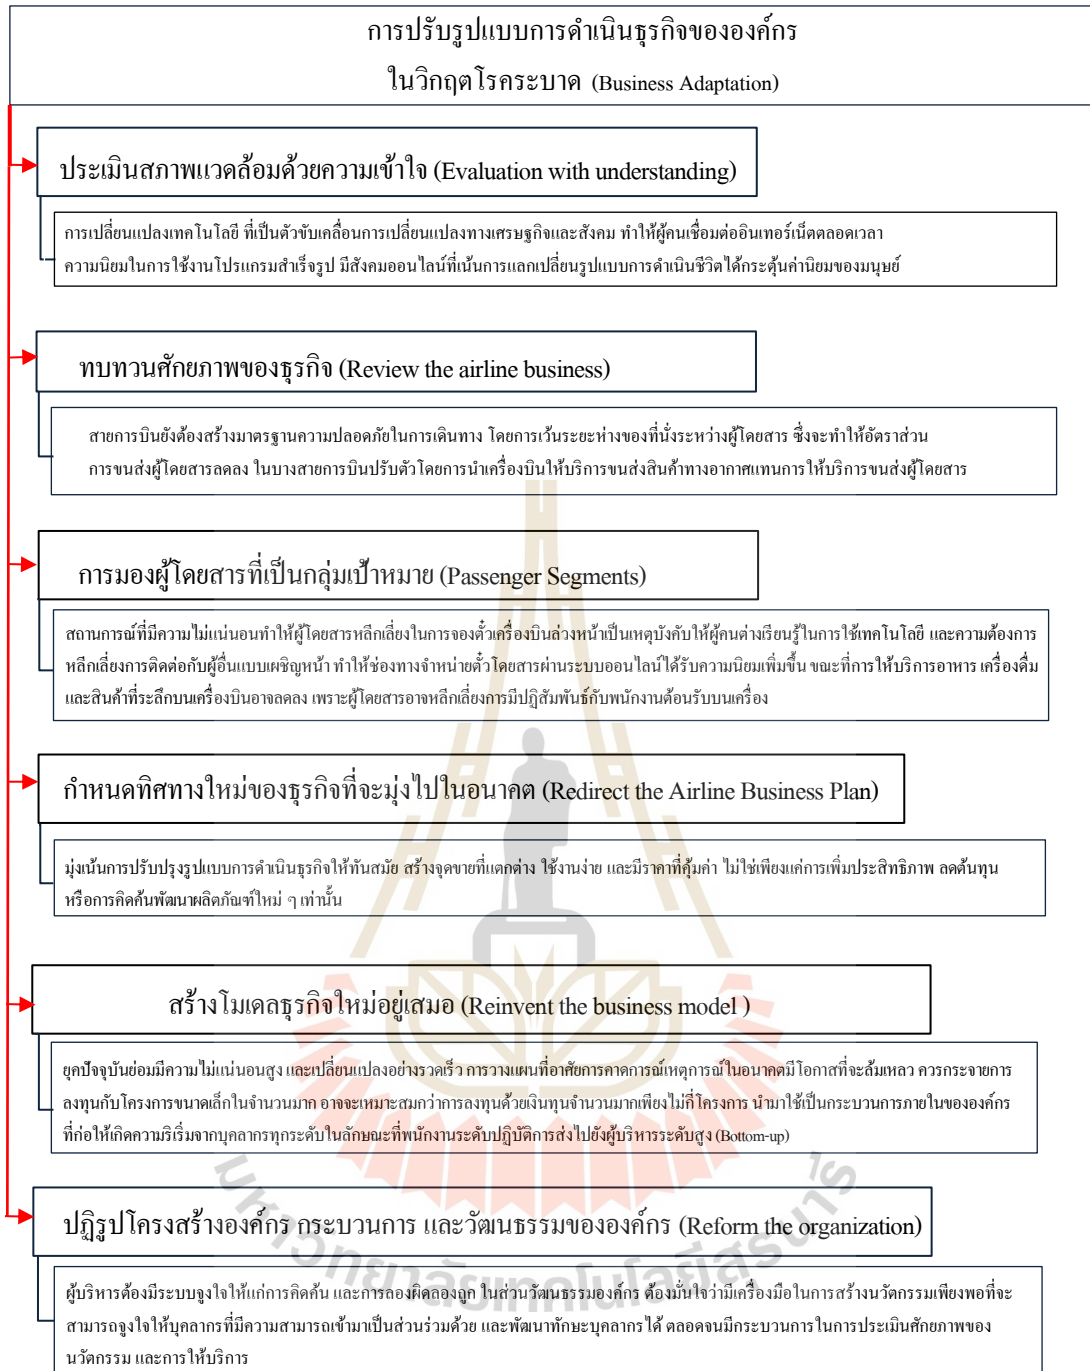 การปรับรูปแบบการดำเนินธุรกิจขององค์กร
ในวิกฤตโรคระบาด (Business Adaptation)
ประเมินสภาพแวดล้อมด้วยความเข้าใจ (Evaluation with understanding)
การเปลี่ยนแปลงเทคโนโลยี ที่เป็นตัวขับเคลื่อนการเปลี่ยนแปลงทางเศรษฐกิจและสังคม ทำให้ผู้คนเชื่อมต่ออินเทอร์เน็ตตลอดเวลา
ความนิยมในการใช้งานโปรแกรมสำเร็จรูป มีสังคมออนไลน์ที่เน้นการแลกเปลี่ยนรูปแบบการดำเนินชีวิตได้กระตุ้นค่านิยมของมนุษย์
ทบทวนศักยภาพของธุรกิจ (Review the airline business)
สายการบินยังต้องสร้างมาตรฐานความปลอดภัยในการเดินทาง โดยการเว้นระยะห่างของที่นั่งระหว่างผู้โดยสาร ซึ่งจะทำให้อัตราส่วน
การขนส่งผู้โดยสารลดลง ในบางสายการบินปรับตัวโดยการนำเครื่องบินให้บริการขนส่งสินค้าทางอากาศแทนการให้บริการขนส่งผู้โดยสาร
การมองผู้โดยสารที่เป็นกลุ่มเป้าหมาย (Passenger Segments)
สถานการณ์ที่มีความไม่แน่นอนทำให้ผู้โดยสารหลีกเลี่ยงในการจองตั๋วเครื่องบินล่วงหน้าเป็นเหตุบังคับให้ผู้คนต่างเรียนรู้ในการใช้เทคโนโลยี และความต้องการ
หลีกเลี่ยงการติดต่อกับผู้อื่นแบบเผชิญหน้า ทำให้ช่องทางจำหน่ายตั๋วโดยสารผ่านระบบออนไลน์ได้รับความนิยมเพิ่มขึ้น ขณะที่การให้บริการอาหาร เครื่องดื่ม
และสินค้าที่ระลึกบนเครื่องบินอาจลดลง เพราะผู้โดยสารอาจหลีกเลี่ยงการมีปฏิสัมพันธ์กับพนักงานต้อนรับบนเครื่อง
กำหนดทิศทางใหม่ของธุรกิจที่จะมุ่งไปในอนาคต (Redirect the Airline Business Plan)
มุ่งเน้นการปรับปรุงรูปแบบการดำเนินธุรกิจให้ทันสมัย สร้างจุดขายที่แตกต่าง ใช้งานง่าย และมีราคาที่คุ้มค่า ไม่ใช่เพียงแค่การเพิ่มประสิทธิภาพ ลดต้นทุน
หรือการคิดค้นพัฒนาผลิตภัณฑ์ใหม่ ๆ เท่านั้น
สร้างโมเดลธุรกิจใหม่อยู่เสมอ (Reinvent the business model )
ยุคปัจจุบันย่อมมีความไม่แน่นอนสูง และเปลี่ยนแปลงอย่างรวดเร็ว การวางแผนที่อาศัยการคาดการณ์เหตุการณ์ในอนาคตมีโอกาสที่จะล้มเหลว ควรกระจายการ
ลงทุนกับโครงการขนาดเล็กในจำนวนมาก อาจจะเหมาะสมกว่าการลงทุนด้วยเงินทุนจำนวนมากเพียงไม่กี่โครงการ นำมาใช้เป็นกระบวนการภายในขององค์กร
ที่ก่อให้เกิดความริเริ่มจากบุคลากรทุกระดับในลักษณะที่พนักงานระดับปฏิบัติการส่งไปยังผู้บริหารระดับสูง (Bottom-up)
ปฏิรูปโครงสร้างองค์กร กระบวนการ และวัฒนธรรมขององค์กร (Reform the organization)
ผู้บริหารต้องมีระบบจูงใจให้แก่การคิดค้น และการลองผิดลองถูก ในส่วนวัฒนธรรมองค์กร ต้องมั่นใจว่ามีเครื่องมือในการสร้างนวัตกรรมเพียงพอที่จะ
สามารถจูงใจให้บุคลากรที่มีความสามารถเข้ามาเป็นส่วนร่วมด้วย และพัฒนาทักษะบุคลากรได้ ตลอดจนมีกระบวนการในการประเมินศักยภาพของ
นวัตกรรม และการให้บริการ
มหาวิทยาลัยเทคโนโลยีสุรนารี